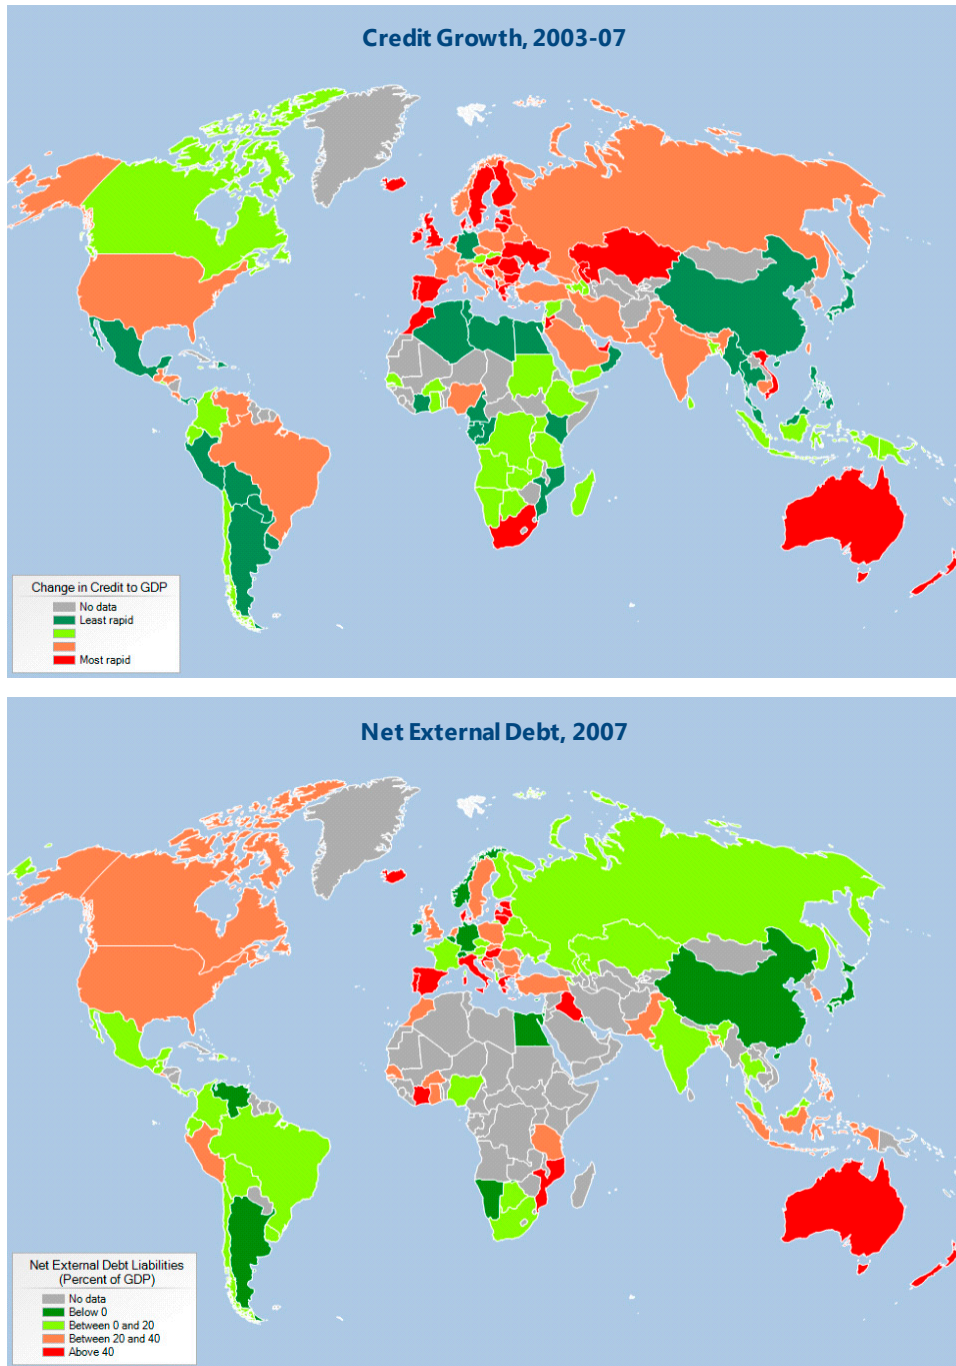 Credit Growth, 2003-07
Change in Credit to GDP
No data
Least rapid
Most rapid
Net External Debt, 2007
Net External Debt Liabilities
(Percent of GDP)
No data
Below 0
Between 0 and 20
Between 20 and 40
Above 40